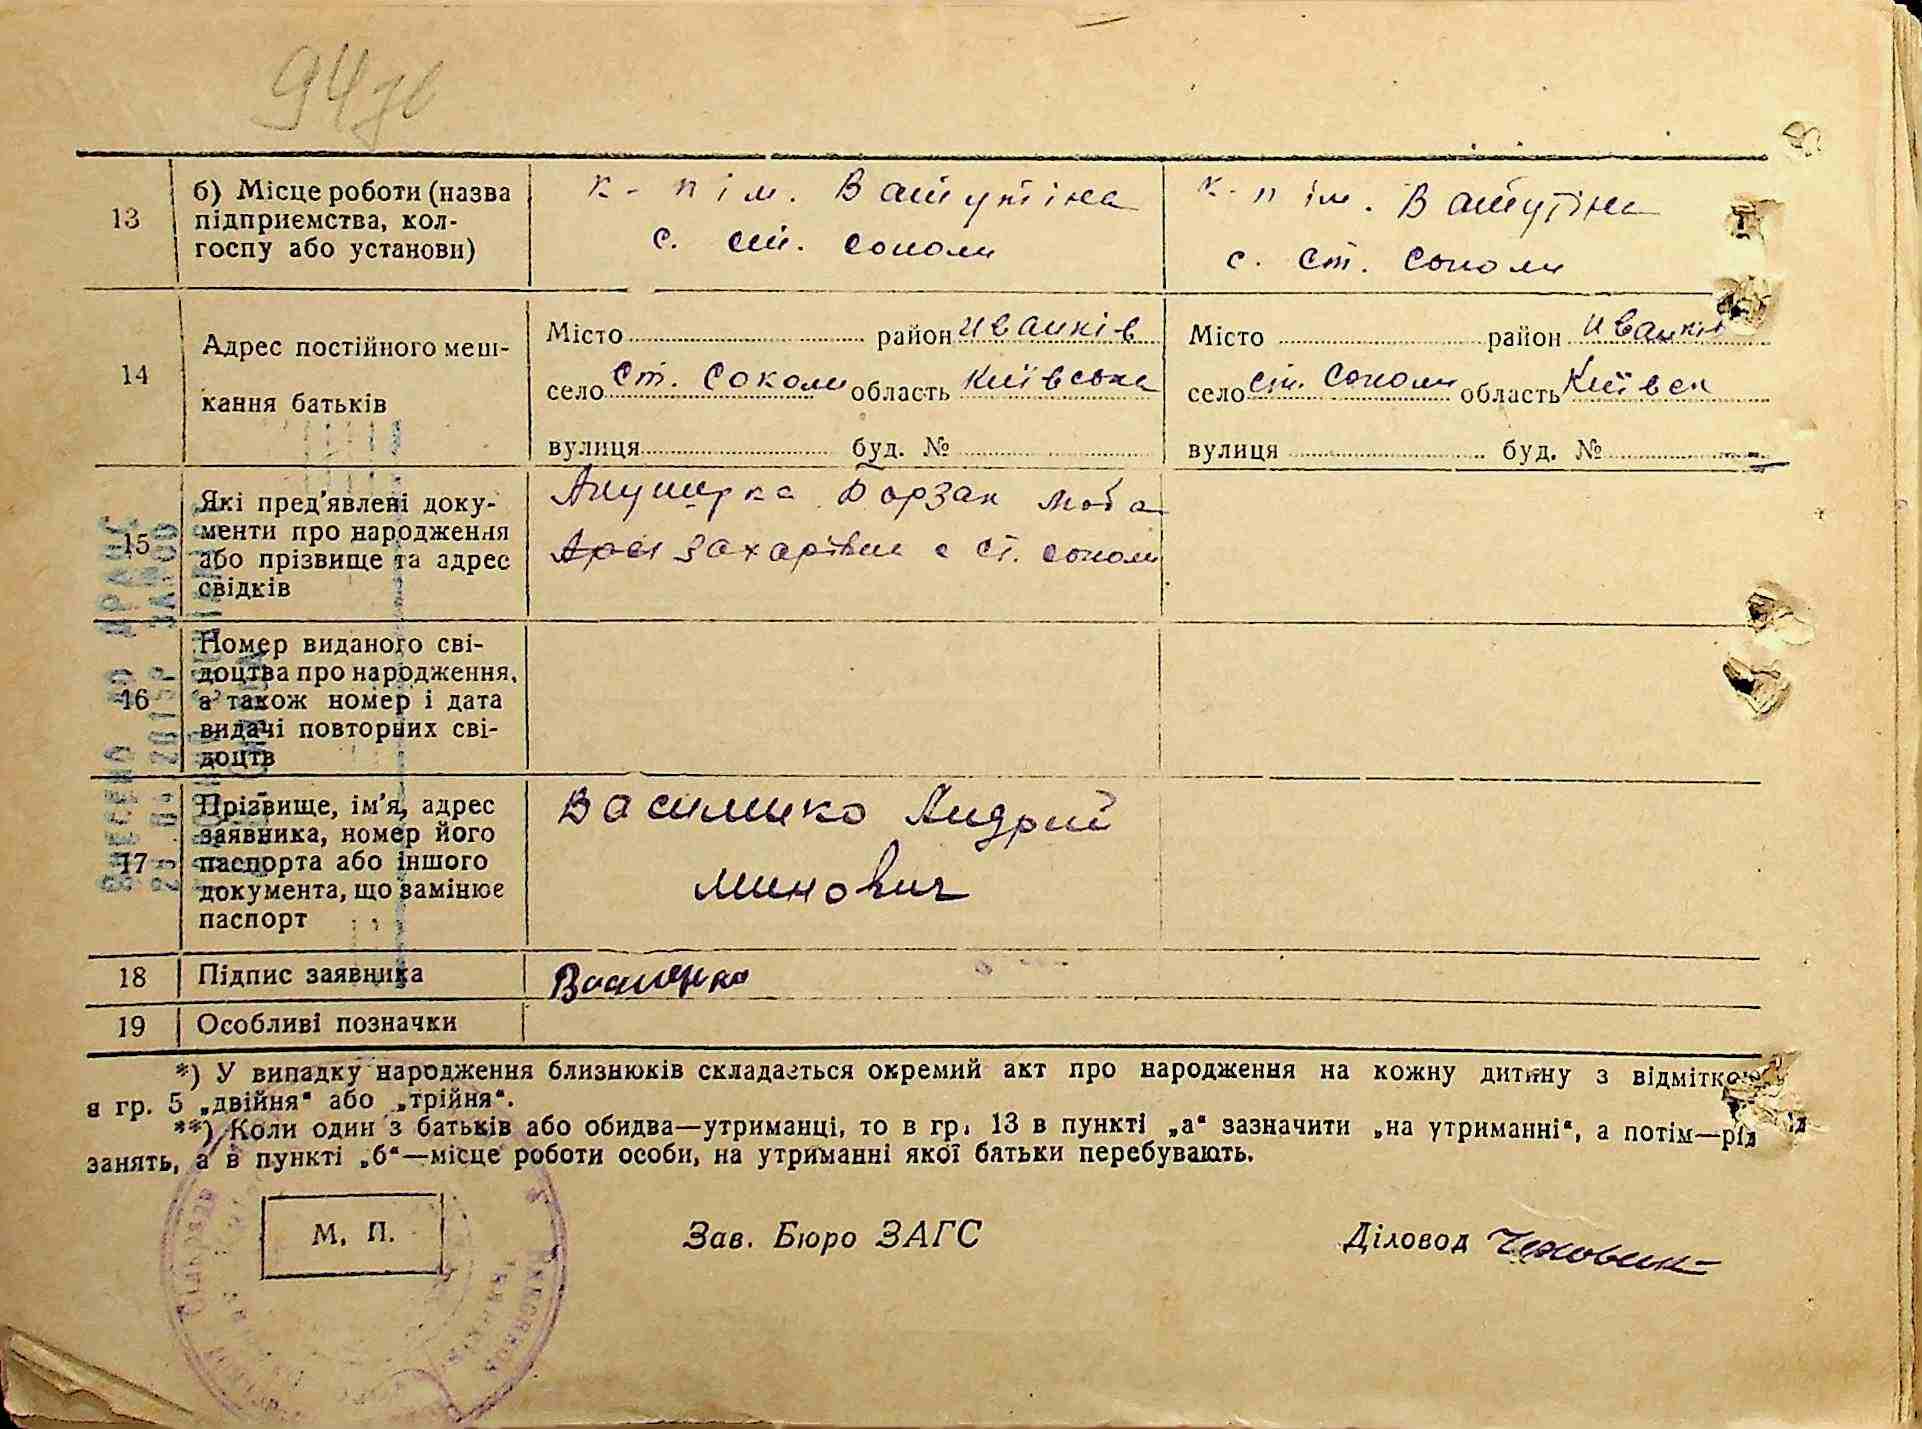 94
13
б) Місце роботи (назва
підприємства, кол-
госпу або установи)
к-п ім. Ватутіна
с. ст. Соколи
к-п ім. Ватутіна
с. Ст. Соколи
14
Адрес постійного меш-
кання батьків
Місто район Иванків
село Ст. Соколи область Київська
вулиця буд. №
Місто район Иванків
село Ст. Соколи область Київськ
вулиця буд. №
15
Які пред'явлені доку-
менти про народження
або прізвище та адрес
свідків
Акушерка Борзак
Захарівна с Ст. Соколи
16
Номер виданого сві-
доцтва про народження,
а також номер і дата
видачі повторних сві-
доцтв
17
Прізвище, ім'я, адрес
заявника, номер його
паспорта або іншого
документа, що замінює
паспорт
Василенко Андрій
Минович
18
Підпис заявника
Василенко
19
Особливі позначки
ВНЕСЕНО ДО ДРАЦС
*) У випадку народження близнюків складається окремий акт про народження на кожну дитину з відміткою
в гр. 5 „двійня“ або „трійня“.
**) Коли один з батьків або обидва—утриманці, то в гр. 13 в пункті „а“ зазначити „на утриманні“, а потім—рід
занять, а в пункті „б“—місце роботи особи, на утриманні якої батьки перебувають.
М. П.
Зав. Бюро ЗАГС
Діловод